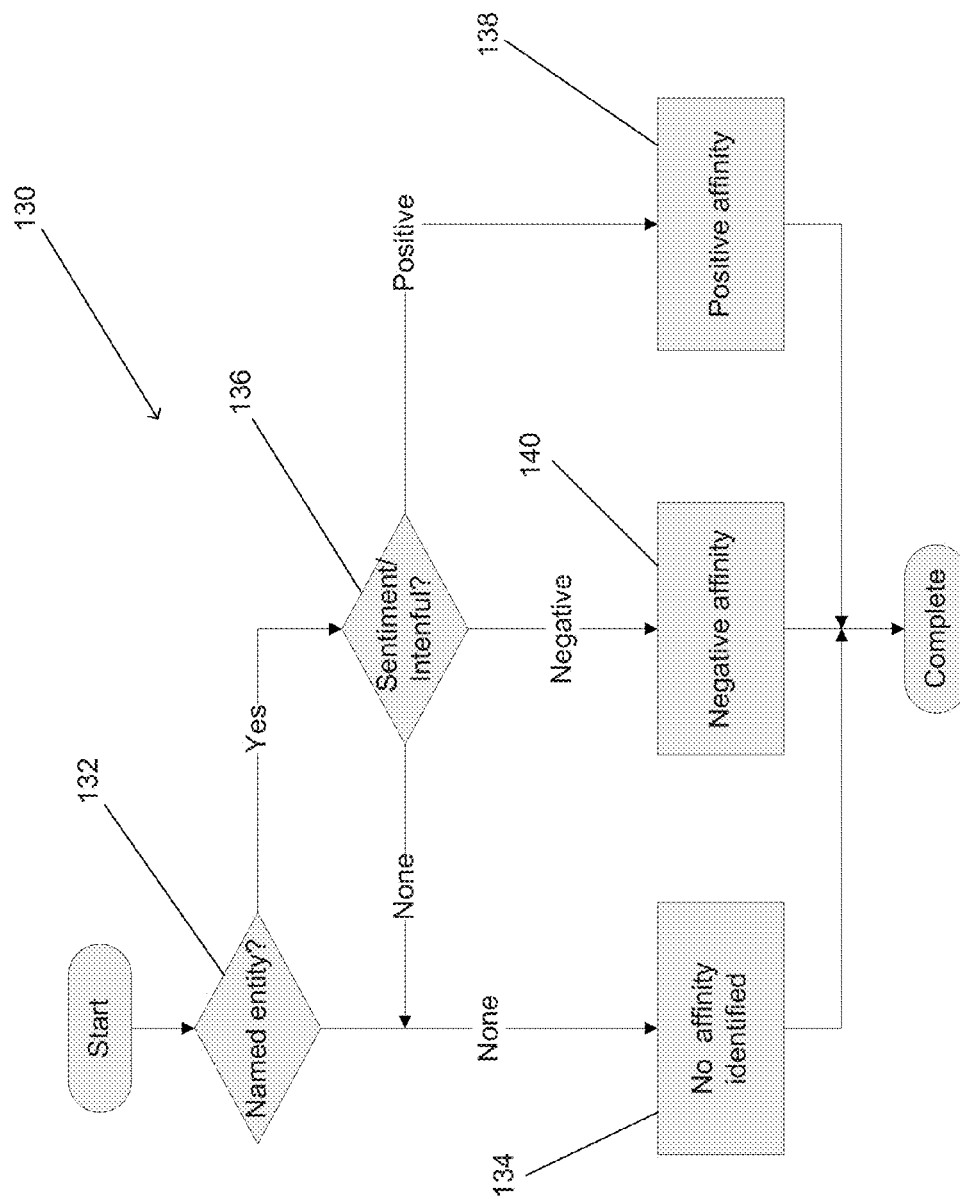 130
Start
132
Named entity?
Yes
136
Sentiment/
Intenful?
None
Positive
None
Negative
138
140
134
No affinity
identified
Negative affinity
Positive affinity
Complete